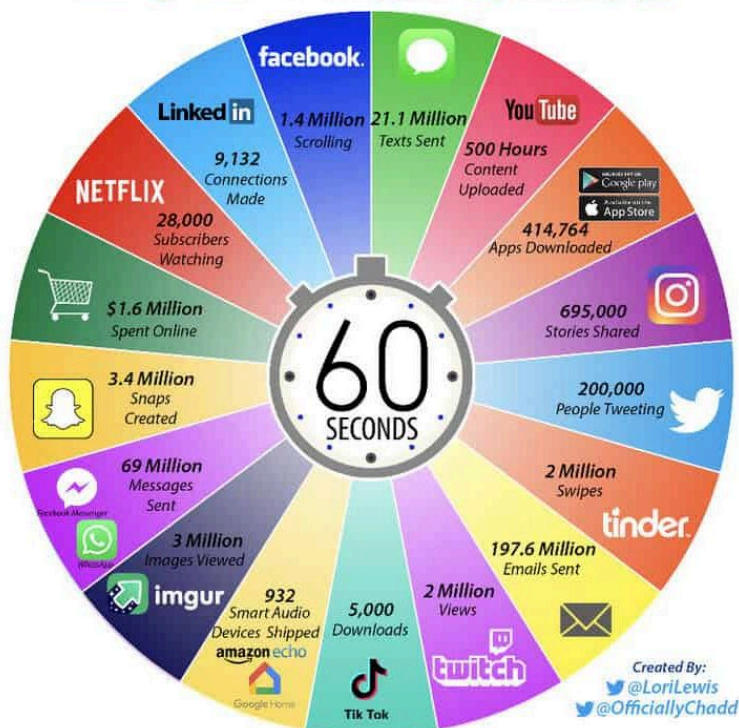 facebook.
1.4 Million
Scrolling
21.1 Million
Texts Sent
You Tube
500 Hours
Content
Uploaded
Google play
App Store
414,764
Apps Downloaded
695,000
Stories Shared
200,000
People Tweeting
2 Million
Swipes
tinder.
197.6 Million
Emails Sent
2 Million
Views
twitch
5,000
Downloads
Tik Tok
932
Smart Audio
Devices Shipped
amazon echo
Google Home
3 Million
Images Viewed
imgur
69 Million
Messages
Sent
Facebook Messenger
WhatsApp
3.4 Million
Snaps
Created
$1.6 Million
Spent Online
NETFLIX
28,000
Subscribers
Watching
Linked in
9,132
Connections
Made
60
SECONDS
Created By:
@LoriLewis
@OfficiallyChadd